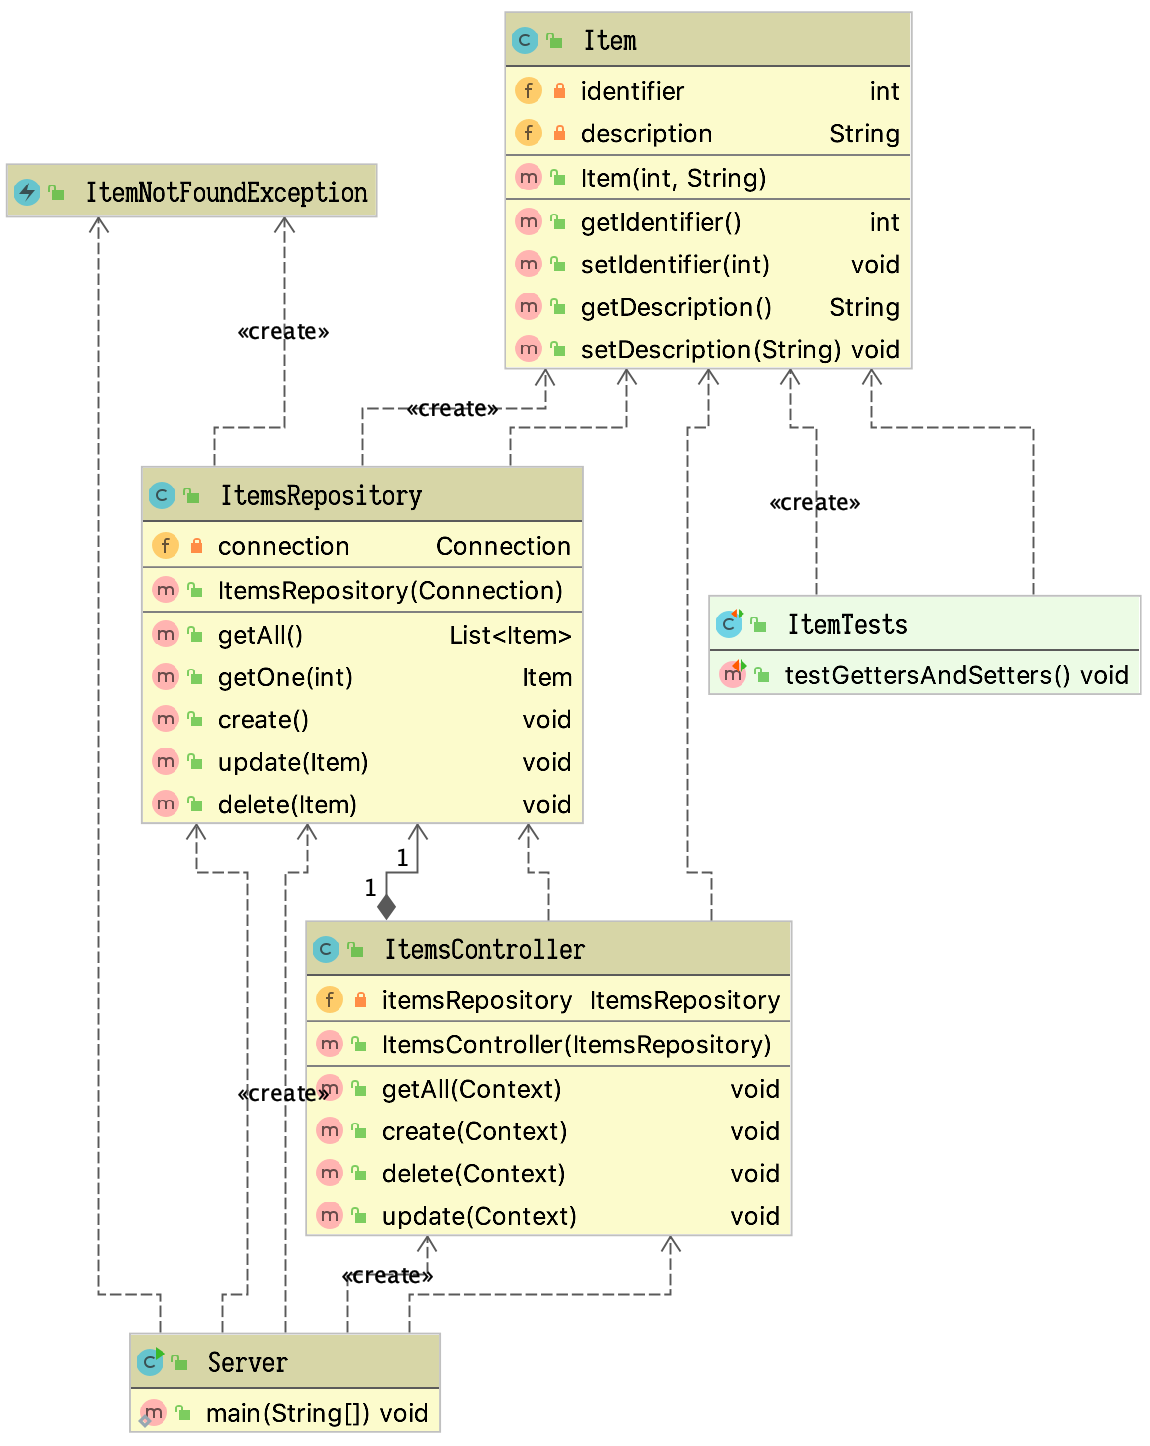 Item
identifier int
description String
Item(int, String)
getIdentifier() int
setIdentifier(int) void
getDescription() String
setDescription(String) void
ItemNotFoundException
«create»
«create»
«create»
ItemsRepository
connection Connection
ItemsRepository(Connection)
getAll() List<Item>
getOne(int) Item
create() void
update(Item) void
delete(Item) void
ItemTests
testGettersAndSetters() void
1
1
ItemsController
itemsRepository ItemsRepository
ItemsController(ItemsRepository)
getAll(Context) void
create(Context) void
delete(Context) void
update(Context) void
«create»
«create»
Server
main(String[]) void